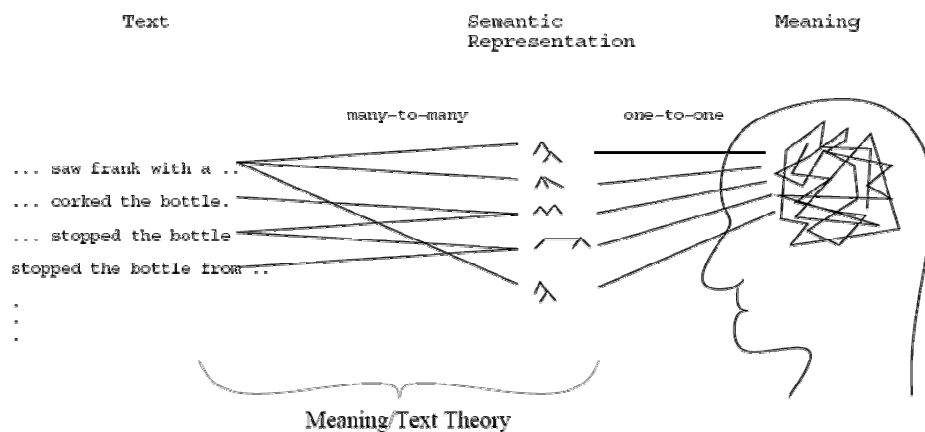 Text Semantic Representation Meaning
many-to-many one-to-one
... saw frank with a ..
... corked the bottle.
... stopped the bottle
stopped the bottle from ..
.
.
.
Meaning/Text Theory